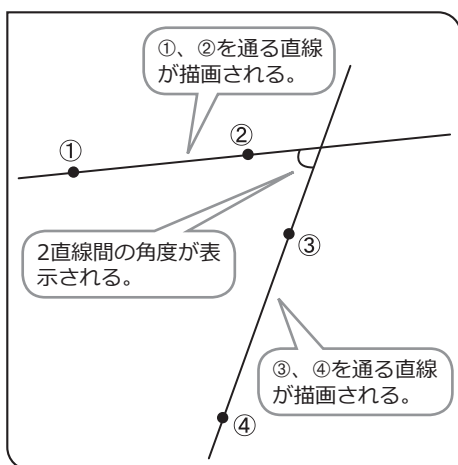 ①、②を通る直線
が描画される。
②
①
2直線間の角度が表
示される。
③
③、④を通る直線
が描画される。
④